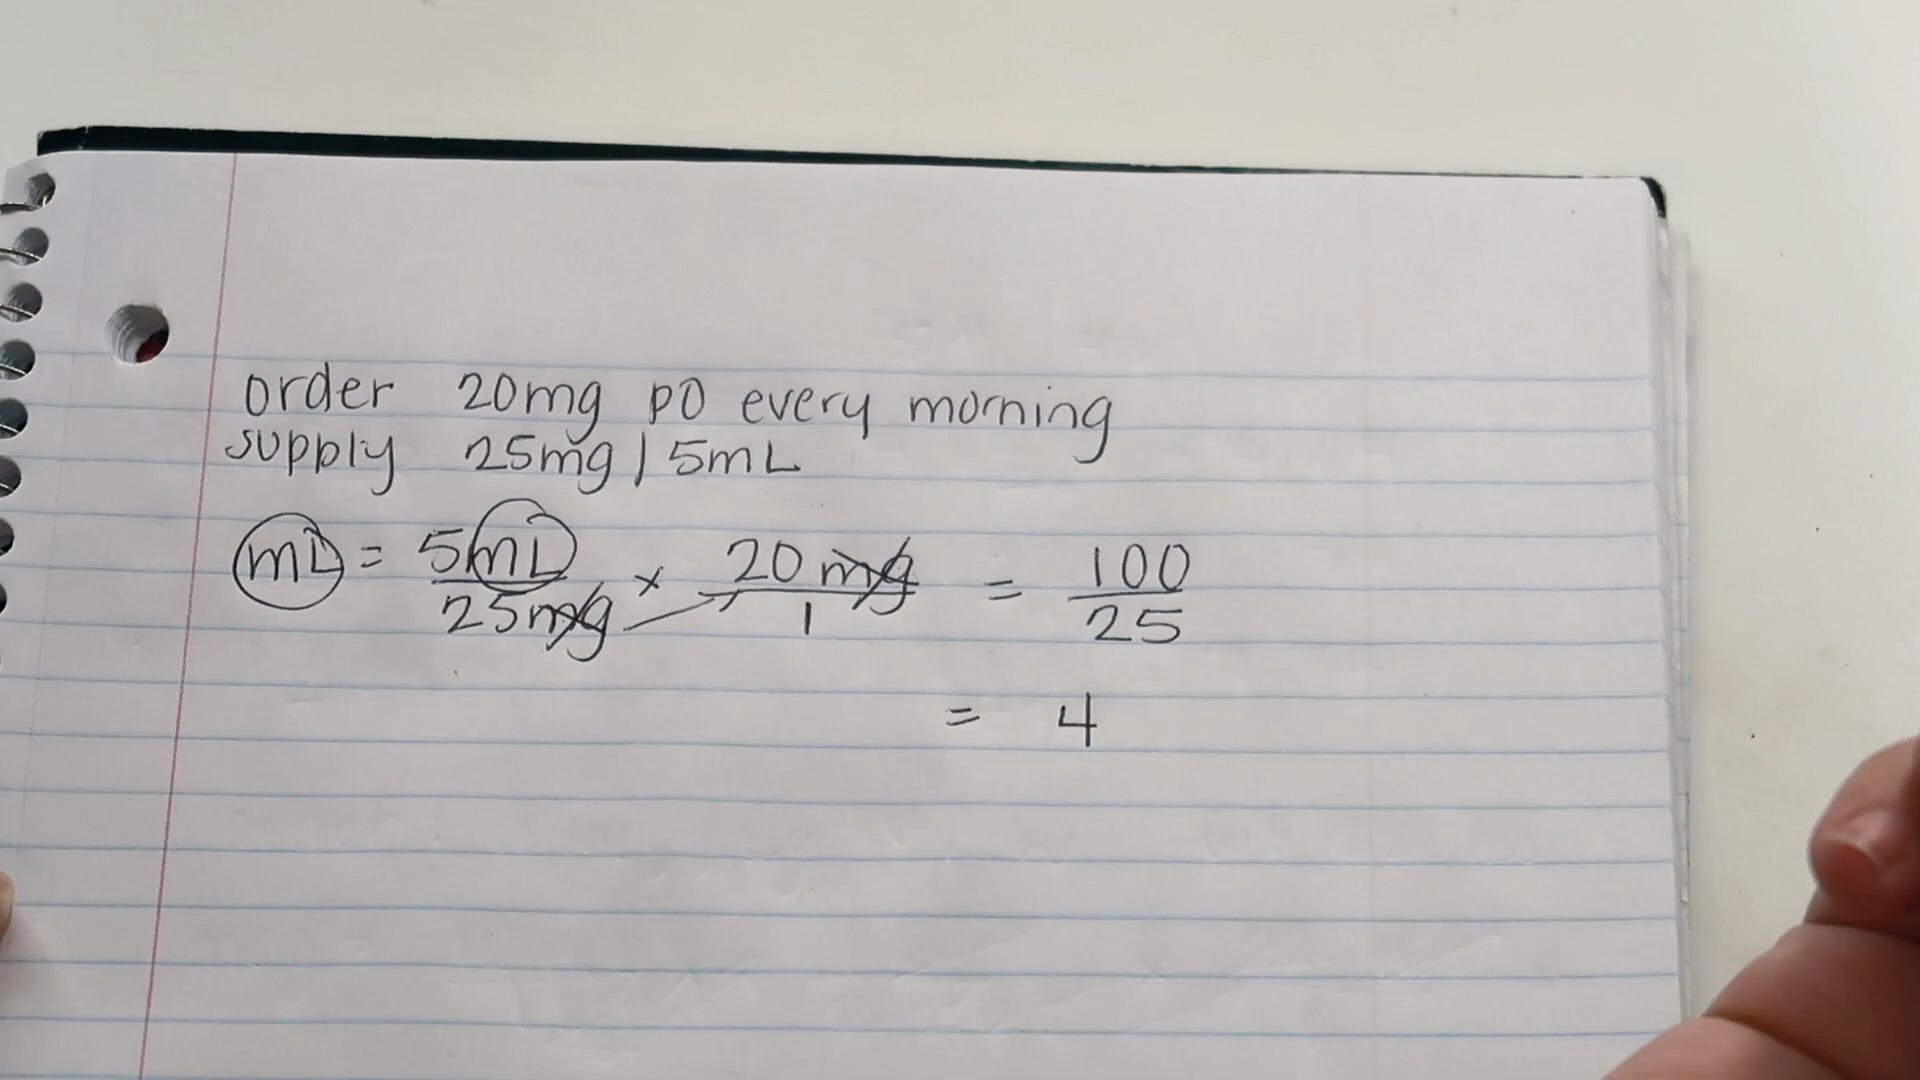 order 20mg po every morning
supply 25mg | 5mL
mL = 5mL / 25mg × 20mg / 1 = 100 / 25
= 4